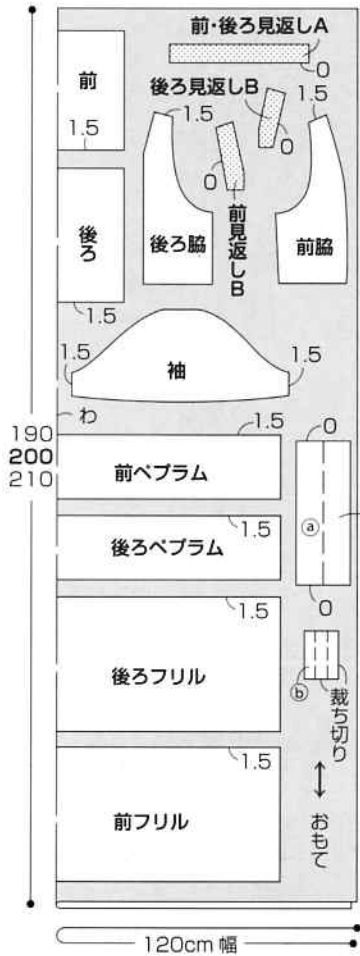 前・後ろ見返しA
0
前
1.5
後ろ見返しB
0
1.5
1.5
0
前見返しB
後ろ
1.5
後ろ脇
前脇
1.5
袖
1.5
わ
190
200
210
1.5
前ペプラム
0
ⓐ
1.5
後ろペプラム
0
1.5
後ろフリル
ⓑ
裁ち切り
1.5
前フリル
おもて
120cm幅